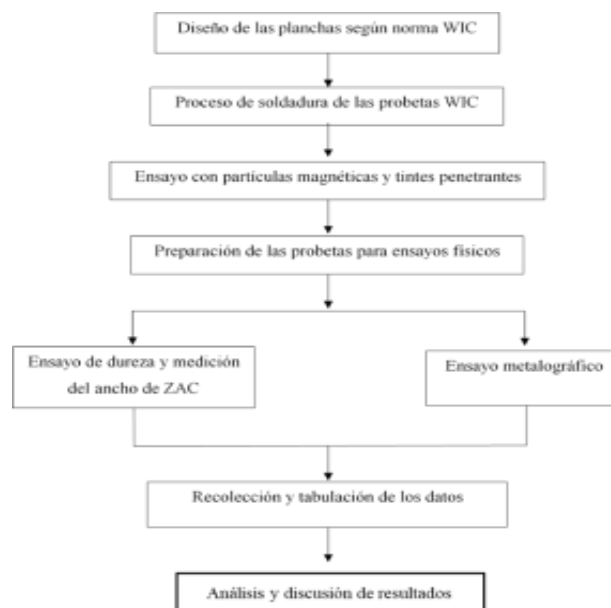 Diseño de las planchas según norma WIC
Proceso de soldadura de las probetas WIC
Ensayo con partículas magnéticas y tintes penetrantes
Preparación de las probetas para ensayos físicos
Ensayo de dureza y medición
del ancho de ZAC
Ensayo metalográfico
Recolección y tabulación de los datos
Análisis y discusión de resultados